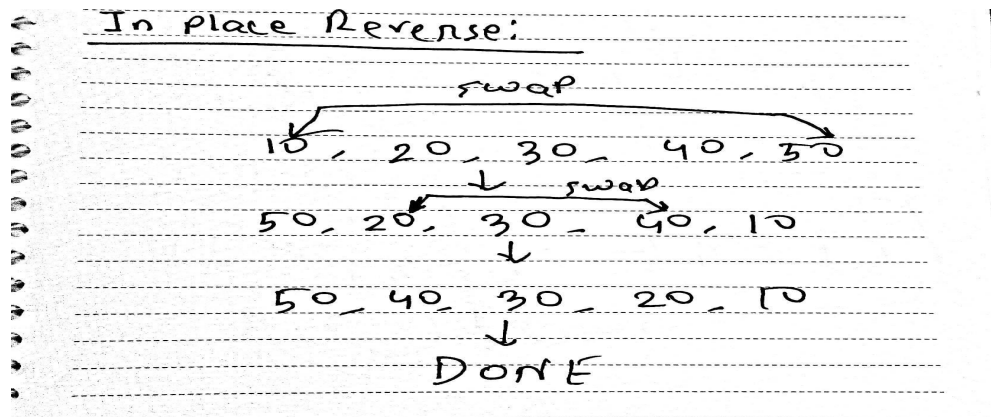 In place Reverse:
swap
10, 20, 30, 40, 50
swap
50, 20, 30, 40, 10
50, 40, 30, 20, 10
DONE